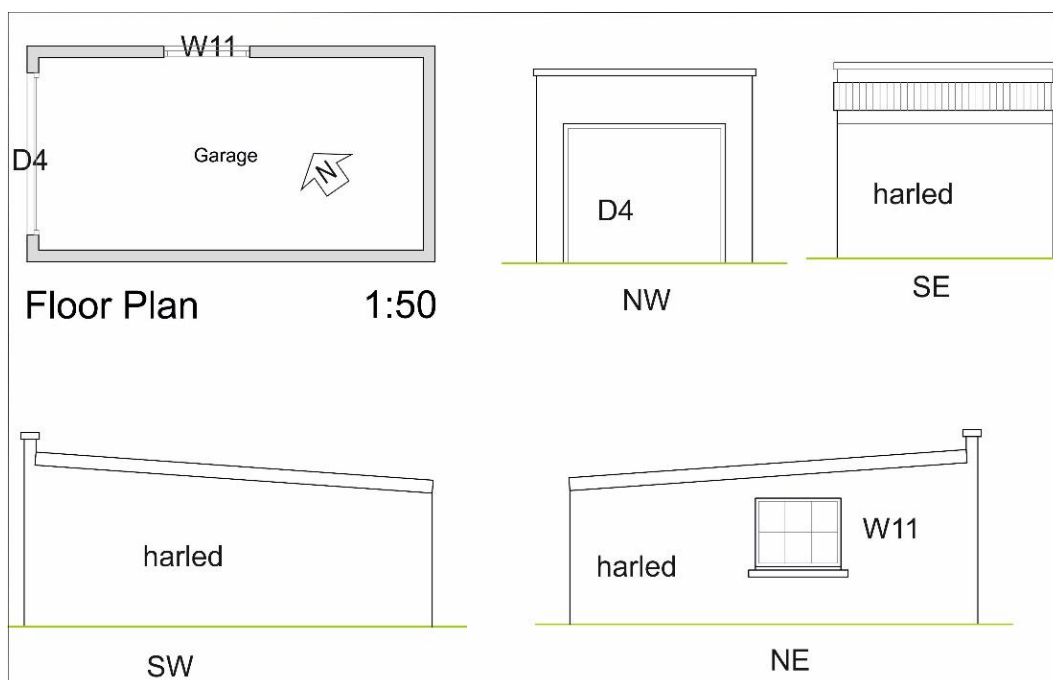 W11
D4
Garage
N
Floor Plan 1:50
D4
NW
harled
SE
harled
SW
harled
W11
NE